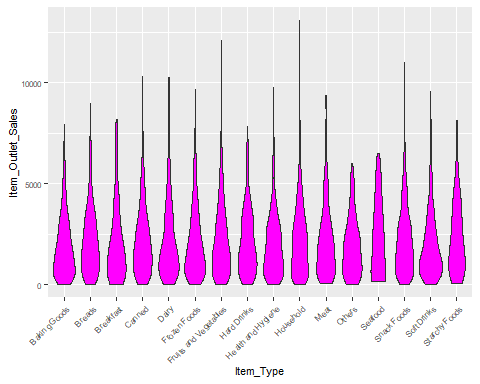 Item_Outlet_Sales
10000
5000
0
Baking Goods
Breads
Breakfast
Canned
Dairy
Frozen Foods
Fruits and Vegetables
Hard Drinks
Health and Hygiene
Household
Meat
Others
Seafood
Snack Foods
Soft Drinks
Starchy Foods
Item_Type